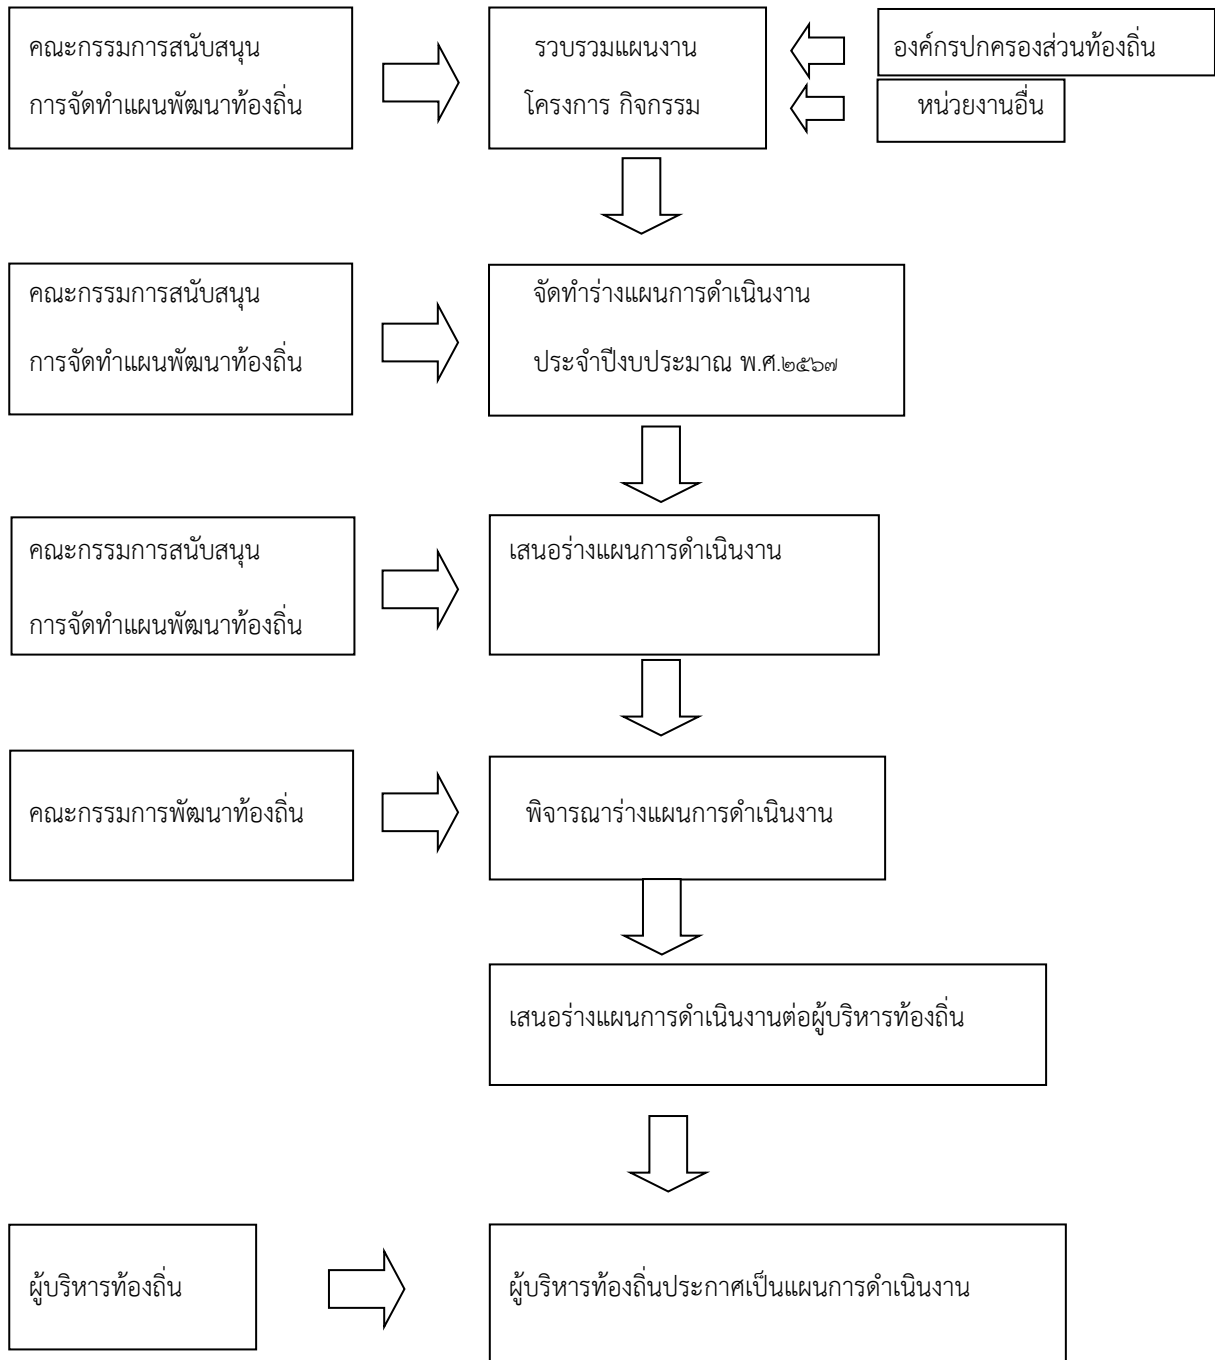 คณะกรรมการสนับสนุน
การจัดทำแผนพัฒนาท้องถิ่น
รวบรวมแผนงาน
โครงการ กิจกรรม
องค์กรปกครองส่วนท้องถิ่น
หน่วยงานอื่น
คณะกรรมการสนับสนุน
การจัดทำแผนพัฒนาท้องถิ่น
จัดทำร่างแผนการดำเนินงาน
ประจำปีงบประมาณ พ.ศ.๒๕๖๗
คณะกรรมการสนับสนุน
การจัดทำแผนพัฒนาท้องถิ่น
เสนอร่างแผนการดำเนินงาน
คณะกรรมการพัฒนาท้องถิ่น
พิจารณาร่างแผนการดำเนินงาน
เสนอร่างแผนการดำเนินงานต่อผู้บริหารท้องถิ่น
ผู้บริหารท้องถิ่น
ผู้บริหารท้องถิ่นประกาศเป็นแผนการดำเนินงาน